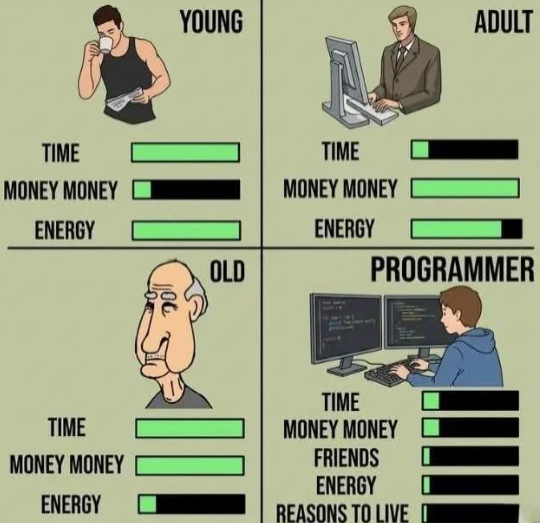 YOUNG
TIME
MONEY MONEY
ENERGY
ADULT
TIME
MONEY MONEY
ENERGY
OLD
TIME
MONEY MONEY
ENERGY
PROGRAMMER
TIME
MONEY MONEY
FRIENDS
ENERGY
REASONS TO LIVE